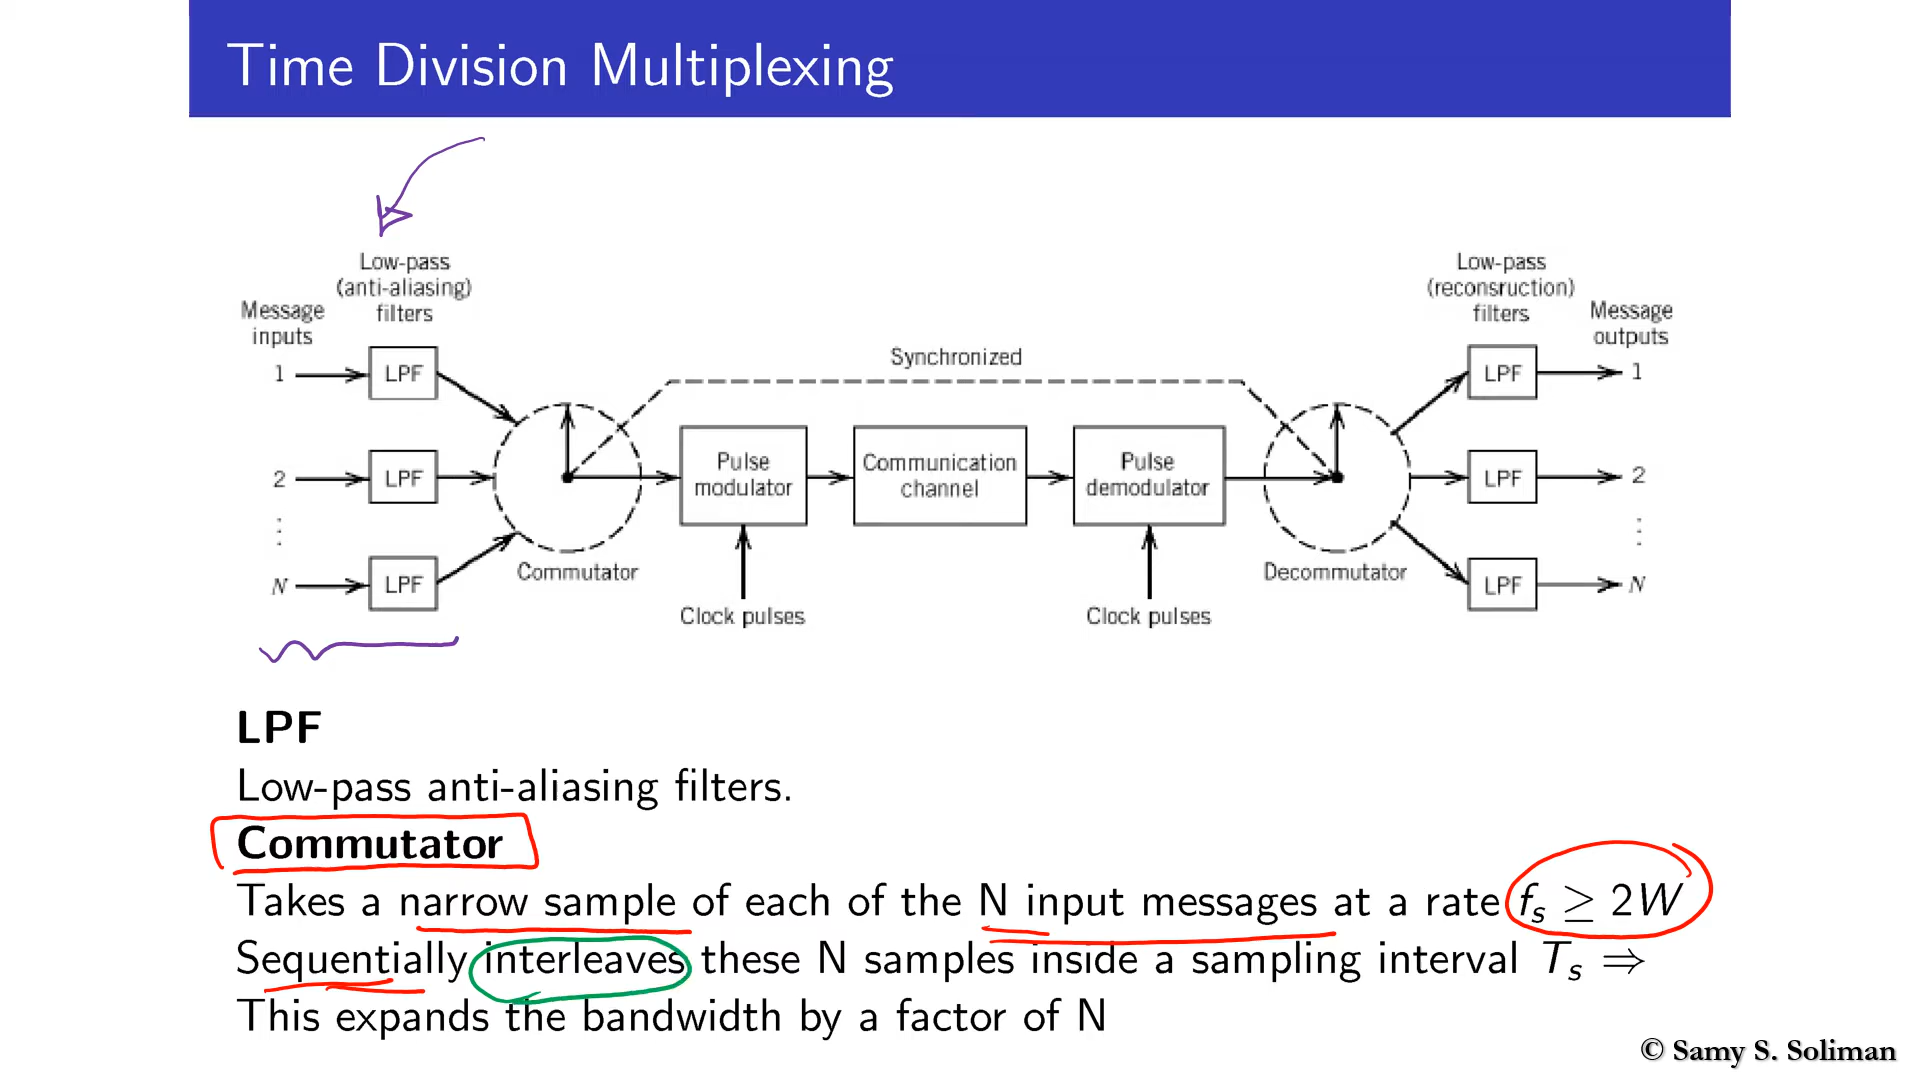 Time Division Multiplexing
Low-pass
(anti-aliasing)
filters
Message
inputs
Low-pass
(reconsruction)
filters
Message
outputs
Synchronized
1
LPF
LPF
1
2
LPF
Pulse
modulator
Communication
channel
Pulse
demodulator
LPF
2
⋮
⋮
N
LPF
Commutator
Decommutator
LPF
N
Clock pulses
Clock pulses
LPF
Low-pass anti-aliasing filters.
Commutator
Takes a narrow sample of each of the N input messages at a rate fₛ ≥ 2W
Sequentially interleaves these N samples inside a sampling interval Tₛ ⇒
This expands the bandwidth by a factor of N
© Samy S. Soliman